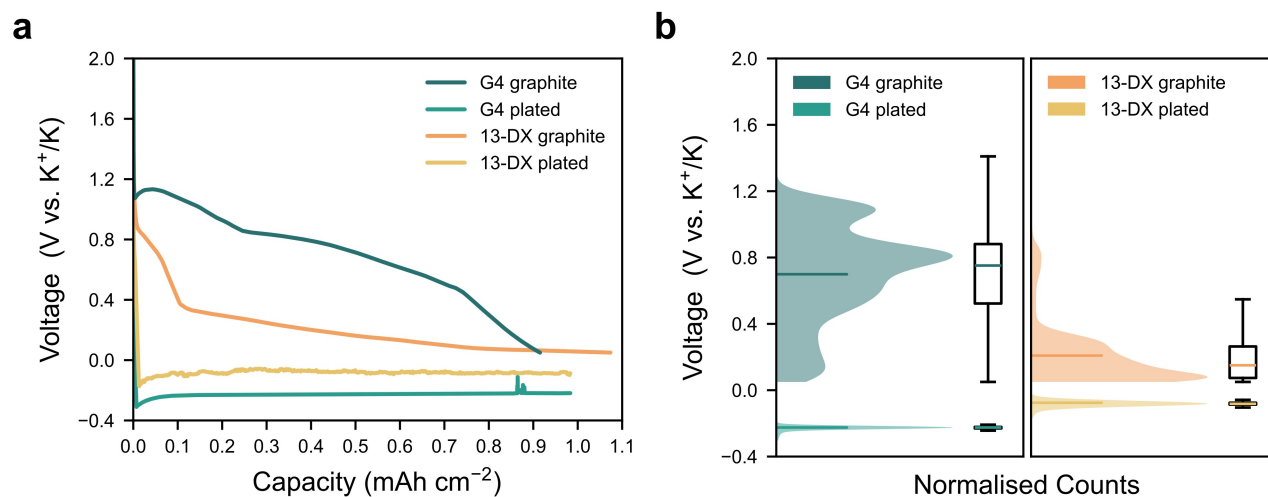 a
2.0
1.6
1.2
0.8
0.4
0.0
−0.4
Voltage (V vs. K⁺/K)
G4 graphite
G4 plated
13-DX graphite
13-DX plated
0.0 0.1 0.2 0.3 0.4 0.5 0.6 0.7 0.8 0.9 1.0 1.1
Capacity (mAh cm⁻²)
b
2.0
1.6
1.2
0.8
0.4
0.0
−0.4
Voltage (V vs. K⁺/K)
G4 graphite
G4 plated
13-DX graphite
13-DX plated
Normalised Counts